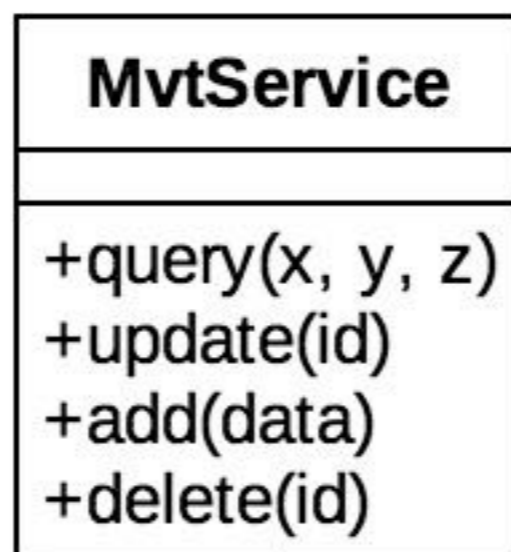 MvtService
+query(x, y, z)
+update(id)
+add(data)
+delete(id)